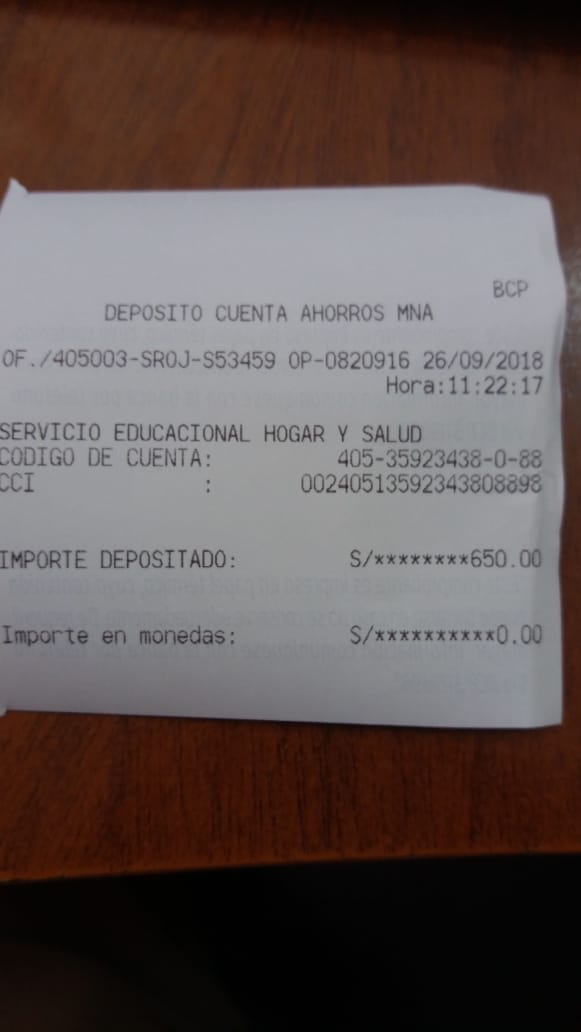 BCP
DEPOSITO CUENTA AHORROS MNA
OF./405003-SROJ-S53459 OP-0820916 26/09/2018
Hora:11:22:17
SERVICIO EDUCACIONAL HOGAR Y SALUD
CODIGO DE CUENTA: 405-35923438-0-88
CCI : 00240513592343808898
IMPORTE DEPOSITADO: S/********650.00
Importe en monedas: S/**********0.00